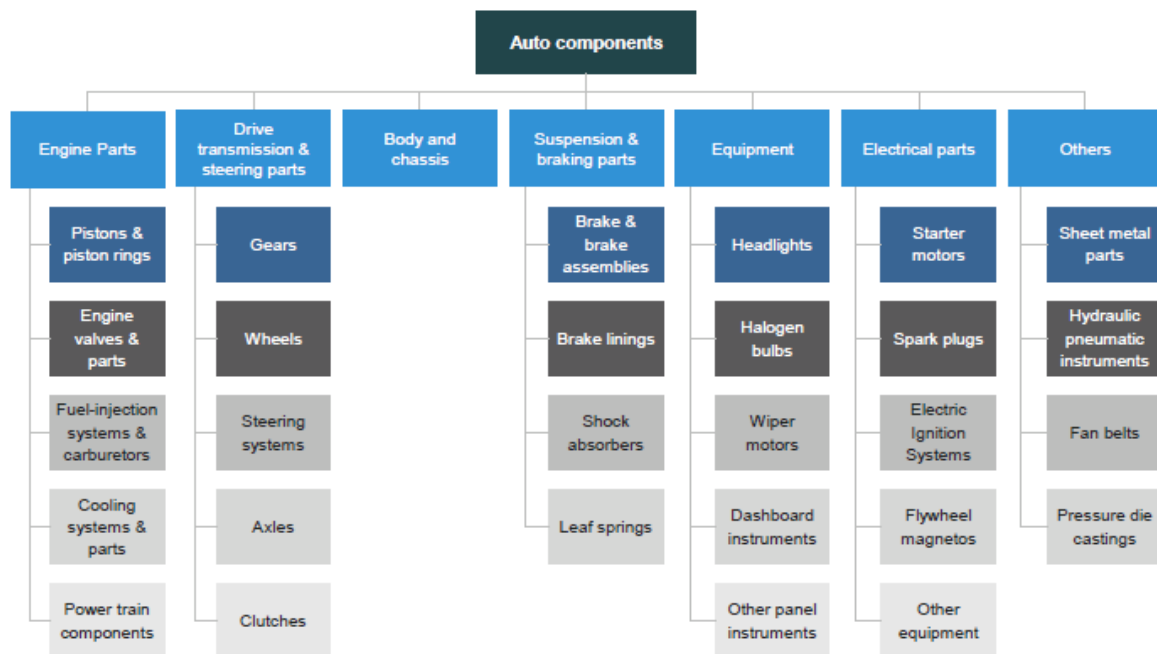 Auto components
Engine Parts
Drive
transmission &
steering parts
Body and
chassis
Suspension &
braking parts
Equipment
Electrical parts
Others
Pistons &
piston rings
Gears
Brake &
brake
assemblies
Headlights
Starter
motors
Sheet metal
parts
Engine
valves &
parts
Wheels
Brake linings
Halogen
bulbs
Spark plugs
Hydraulic
pneumatic
instruments
Fuel-injection
systems &
carburetors
Steering
systems
Shock
absorbers
Wiper
motors
Electric
Ignition
Systems
Fan belts
Cooling
systems &
parts
Axles
Leaf springs
Dashboard
instruments
Flywheel
magnetos
Pressure die
castings
Power train
components
Clutches
Other panel
instruments
Other
equipment